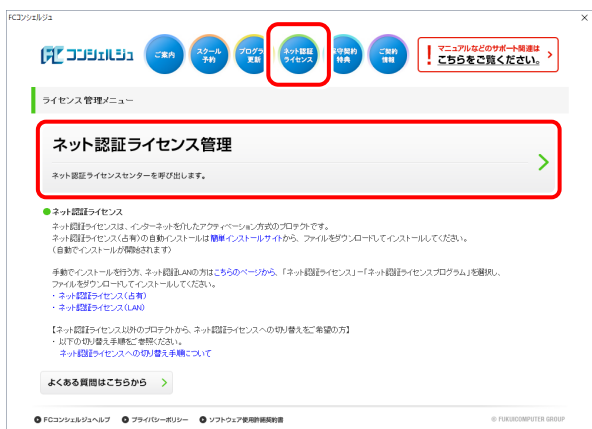 FCコンシェルジュ
FC コンシェルジュ
ご案内
スクール
予約
プログラム
更新
ネット認証
ライセンス
保守契約
特典
ご契約
情報
マニュアルなどのサポート関連は
こちらをご覧ください。
ライセンス管理メニュー
ネット認証ライセンス管理
ネット認証ライセンスセンターを呼び出します。
ネット認証ライセンス
ネット認証ライセンスは、インターネットを介したアクティベーション方式のプロテクトです。
ネット認証ライセンス(占有)の自動インストールは簡単インストールサイトから、ファイルをダウンロードしてインストールしてください。
(自動でインストールが開始されます)
手動でインストールを行う方、ネット認証LANの方はこちらのページから、「ネット認証ライセンス」-「ネット認証ライセンスプログラム」を選択し、
ファイルをダウンロードしてインストールしてください。
・ネット認証ライセンス(占有)
・ネット認証ライセンス(LAN)
【ネット認証ライセンス以外のプロテクトから、ネット認証ライセンスへの切り替えをご希望の方】
・以下の切り替え手順をご参照ください。
ネット認証ライセンスへの切り替え手順について
よくある質問はこちらから
FCコンシェルジュヘルプ プライバシーポリシー ソフトウェア使用許諾契約書
© FUKUICOMPUTER GROUP